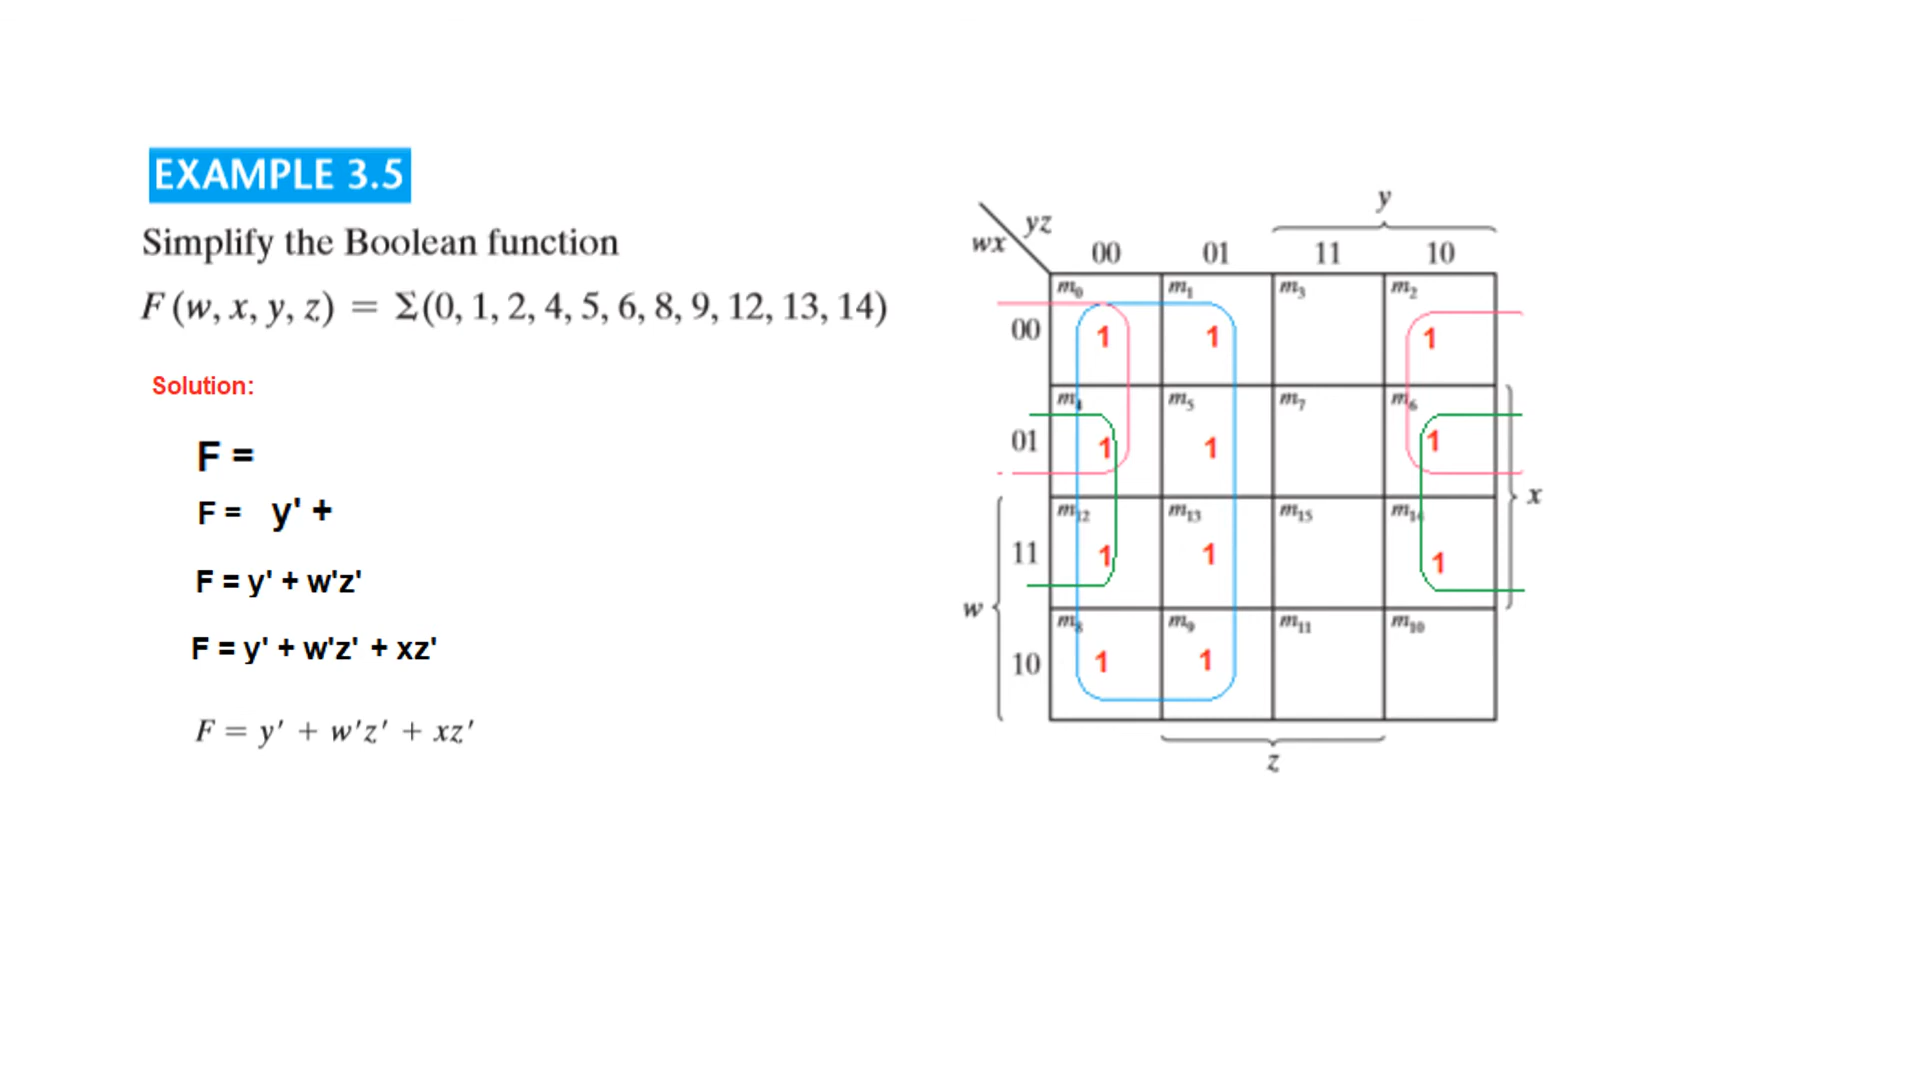 EXAMPLE 3.5
Simplify the Boolean function
F (w, x, y, z) = Σ(0, 1, 2, 4, 5, 6, 8, 9, 12, 13, 14)
Solution:
F =
F = y' +
F = y' + w'z'
F = y' + w'z' + xz'
F = y' + w'z' + xz'
y
yz
wx
00 01 11 10
m0 m1 m3 m2
00 1 1 1
m4 m5 m7 m6
01 1 1 1
x
m12 m13 m15 m14
11 1 1 1
w
m8 m9 m11 m10
10 1 1
z